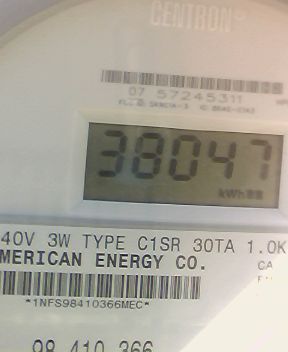 CENTRON®
07 57245311
38047
kWh
40V 3W TYPE C1SR 30TA 1.0K
MERICAN ENERGY CO.
CA
*1NFS98410366MEC*
98 410 366